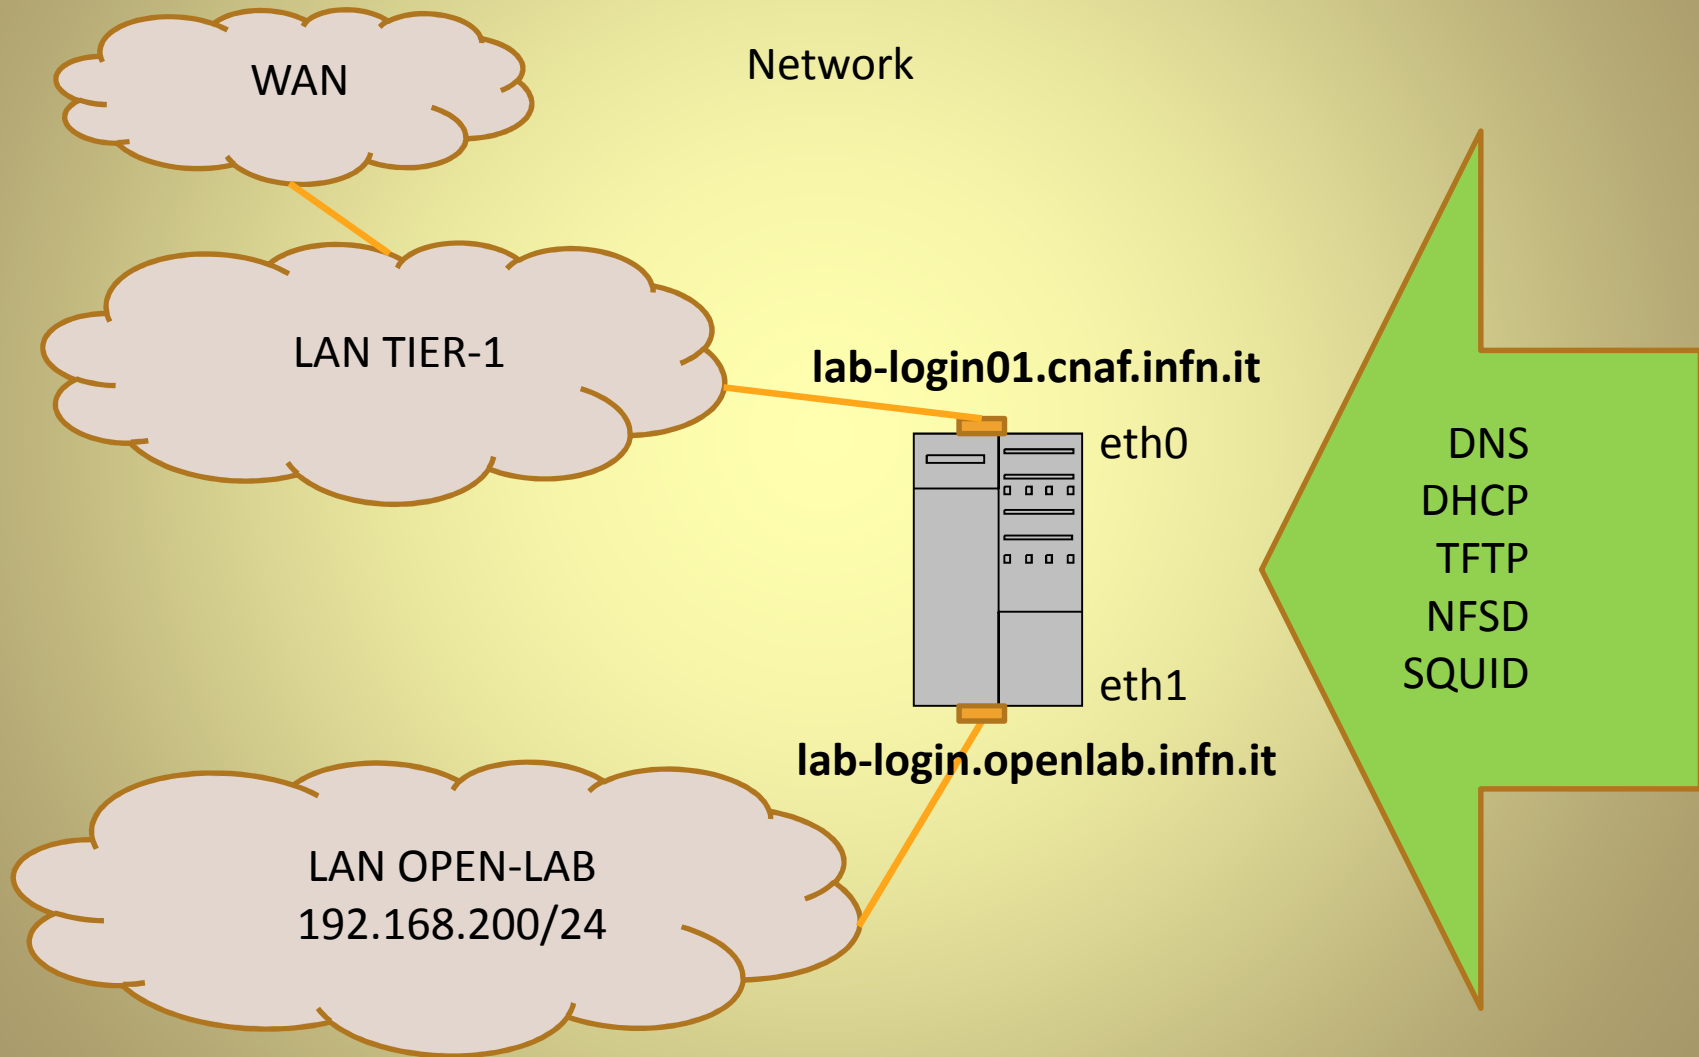 Network
WAN
LAN TIER-1
lab-login01.cnaf.infn.it
eth0
eth1
lab-login.openlab.infn.it
LAN OPEN-LAB
192.168.200/24
DNS
DHCP
TFTP
NFSD
SQUID